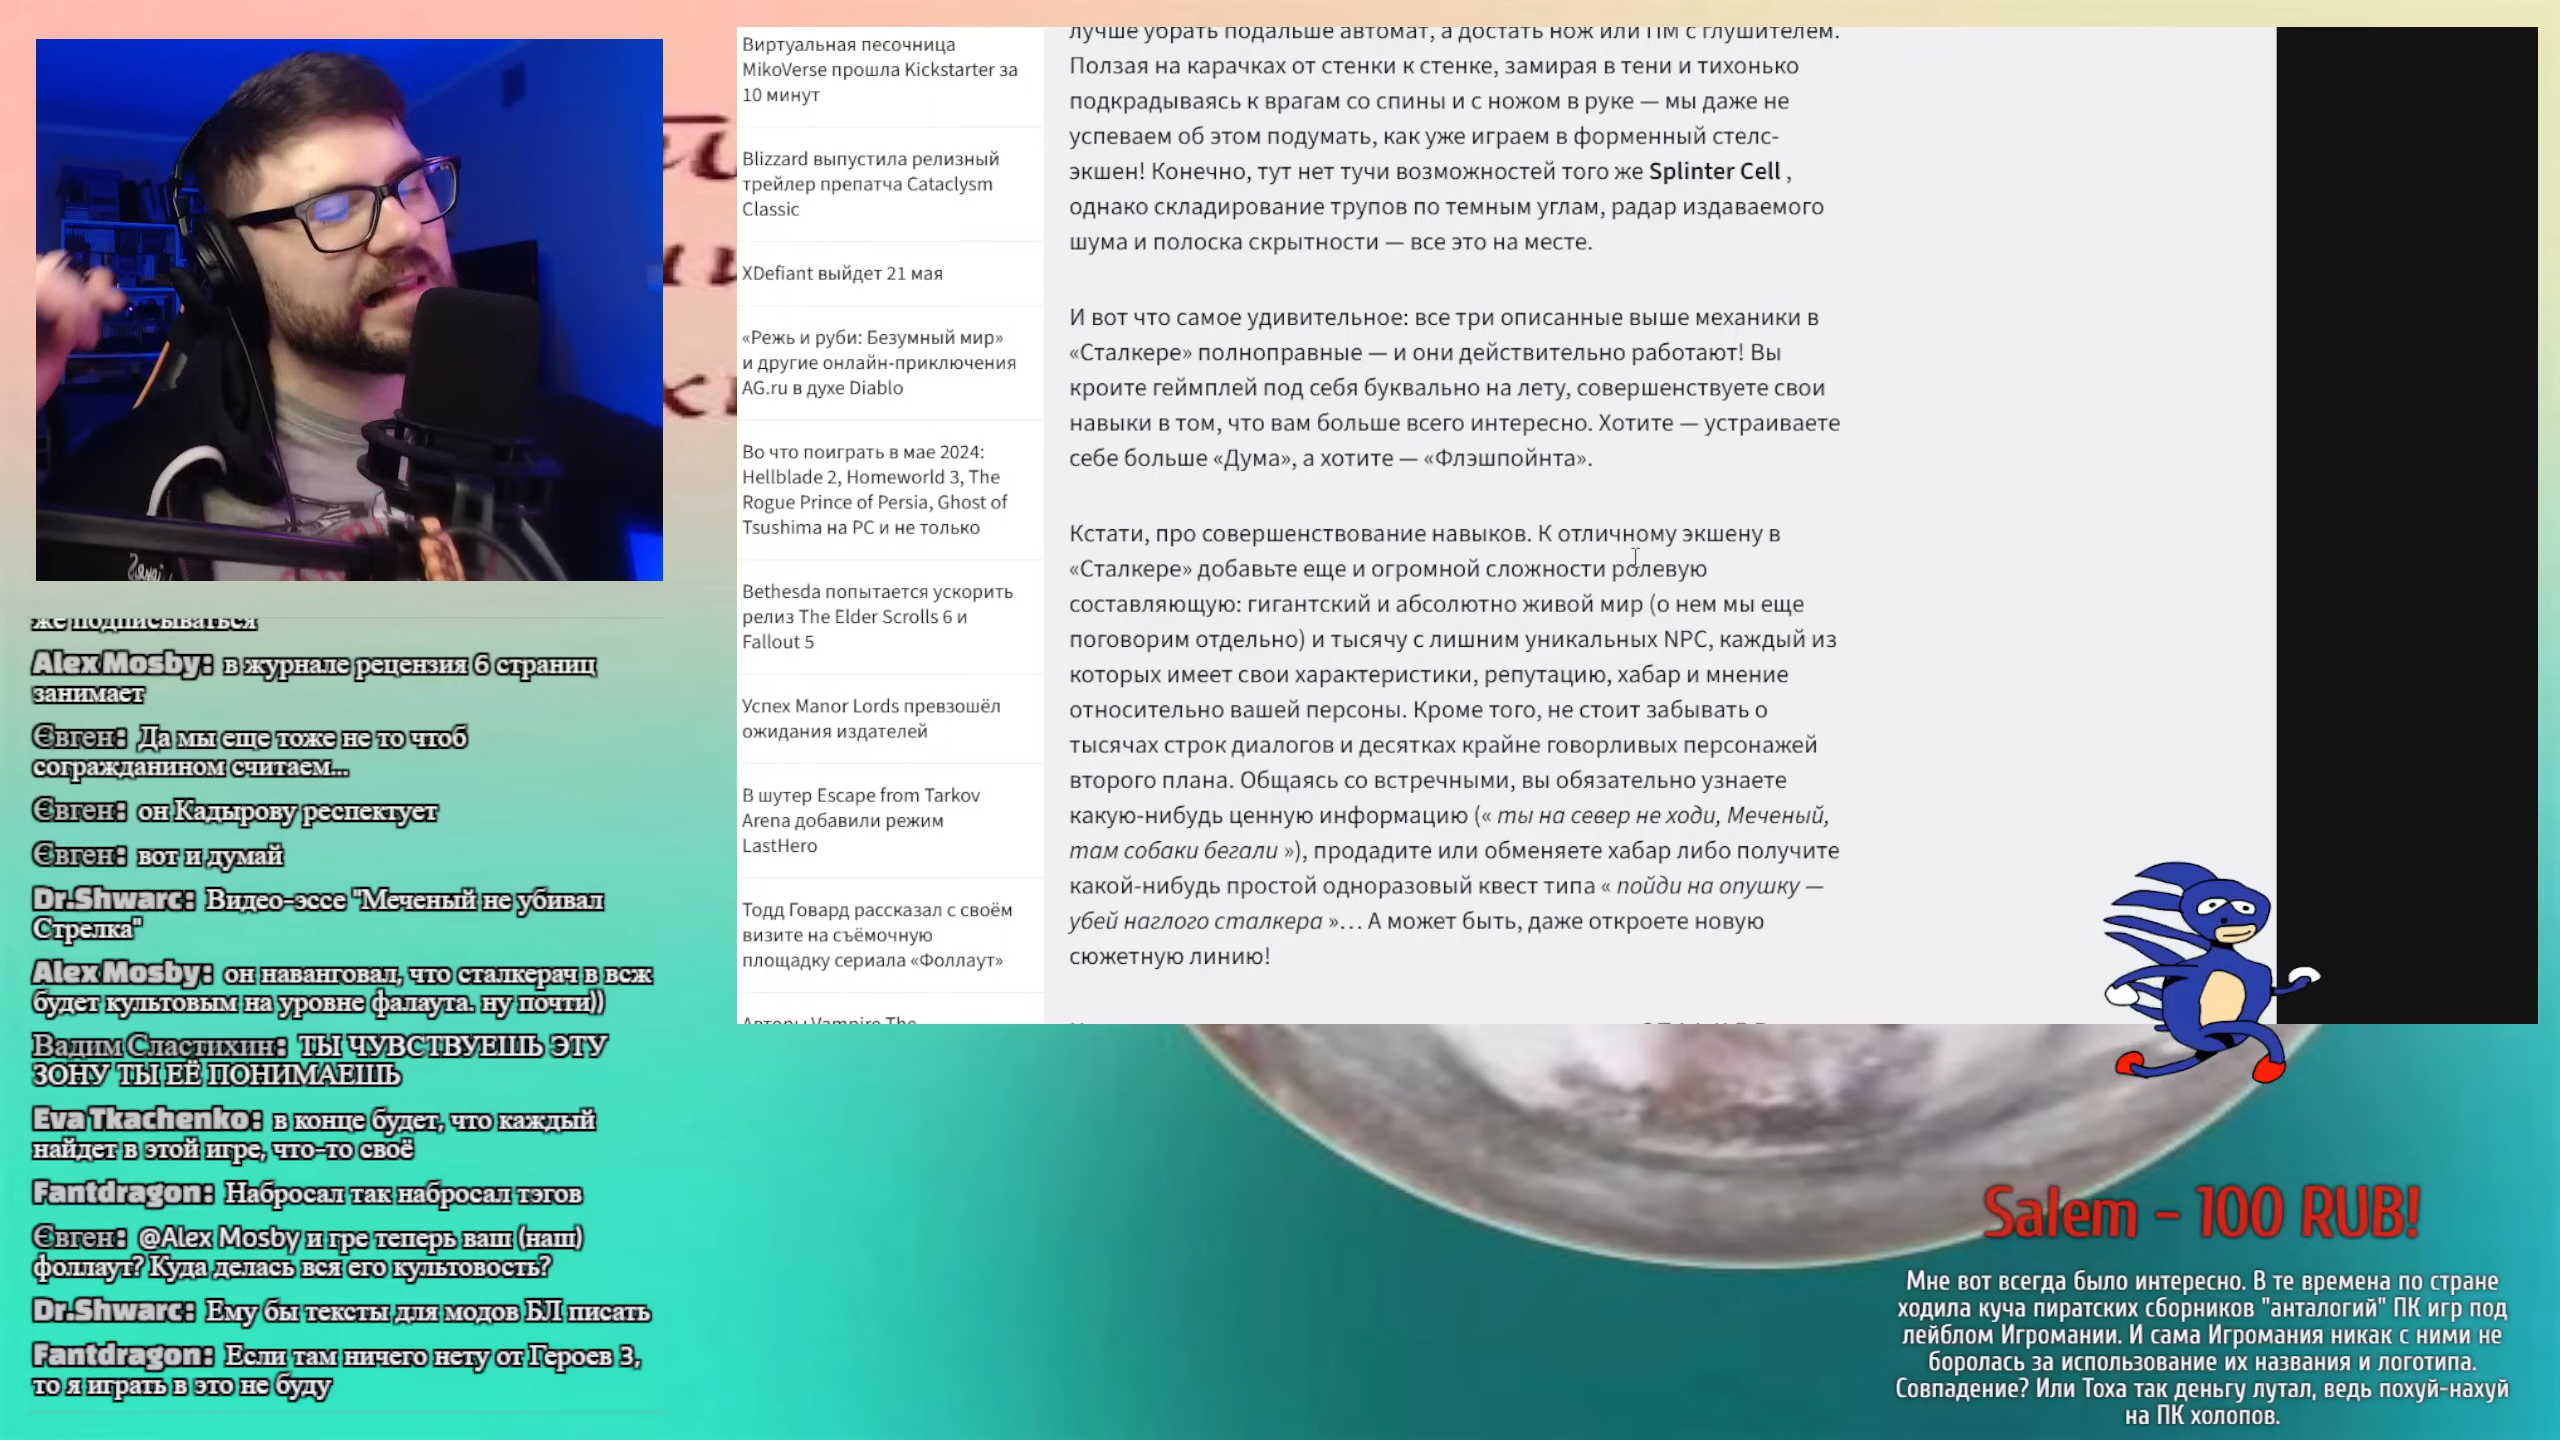 Виртуальная песочница
MikoVerse прошла Kickstarter за
10 минут
Blizzard выпустила релизный
трейлер препатча Cataclysm
Classic
XDefiant выйдет 21 мая
«Режь и руби: Безумный мир»
и другие онлайн-приключения
AG.ru в духе Diablo
Во что поиграть в мае 2024:
Hellblade 2, Homeworld 3, The
Rogue Prince of Persia, Ghost of
Tsushima на PC и не только
Bethesda попытается ускорить
релиз The Elder Scrolls 6 и
Fallout 5
Успех Manor Lords превзошёл
ожидания издателей
В шутер Escape from Tarkov
Arena добавили режим
LastHero
Тодд Говард рассказал с своём
визите на съёмочную
площадку сериала «Фоллаут»
Авторы Vampire The
лучше убрать подальше автомат, а достать нож или ПМ с глушителем.
Ползая на карачках от стенки к стенке, замирая в тени и тихонько
подкрадываясь к врагам со спины и с ножом в руке — мы даже не
успеваем об этом подумать, как уже играем в форменный стелс-
экшен! Конечно, тут нет тучи возможностей того же Splinter Cell ,
однако складирование трупов по темным углам, радар издаваемого
шума и полоска скрытности — все это на месте.
И вот что самое удивительное: все три описанные выше механики в
«Сталкере» полноправные — и они действительно работают! Вы
кроите геймплей под себя буквально на лету, совершенствуете свои
навыки в том, что вам больше всего интересно. Хотите — устраиваете
себе больше «Дума», а хотите — «Флэшпойнта».
Кстати, про совершенствование навыков. К отличному экшену в
«Сталкере» добавьте еще и огромной сложности ролевую
составляющую: гигантский и абсолютно живой мир (о нем мы еще
поговорим отдельно) и тысячу с лишним уникальных NPC, каждый из
которых имеет свои характеристики, репутацию, хабар и мнение
относительно вашей персоны. Кроме того, не стоит забывать о
тысячах строк диалогов и десятках крайне говорливых персонажей
второго плана. Общаясь со встречными, вы обязательно узнаете
какую-нибудь ценную информацию (« ты на север не ходи, Меченый,
там собаки бегали »), продадите или обменяете хабар либо получите
какой-нибудь простой одноразовый квест типа « пойди на опушку —
убей наглого сталкера »… А может быть, даже откроете новую
сюжетную линию!
же подписываться
Alex Mosby: в журнале рецензия 6 страниц
занимает
Євген: Да мы еще тоже не то чтоб
согражданином считаем...
Євген: он Кадырову респектует
Євген: вот и думай
Dr.Shwarc: Видео-эссе "Меченый не убивал
Стрелка"
Alex Mosby: он наванговал, что сталкерач в всж
будет культовым на уровне фалаута. ну почти))
Вадим Сластихин: ТЫ ЧУВСТВУЕШЬ ЭТУ
ЗОНУ ТЫ ЕЁ ПОНИМАЕШЬ
Eva Tkachenko: в конце будет, что каждый
найдет в этой игре, что-то своё
Fantdragon: Набросал так набросал тэгов
Євген: @Alex Mosby и гре теперь ваш (наш)
фоллаут? Куда делась вся его культовость?
Dr.Shwarc: Ему бы тексты для модов БЛ писать
Fantdragon: Если там ничего нету от Героев 3,
то я играть в это не буду
Salem - 100 RUB!
Мне вот всегда было интересно. В те времена по стране
ходила куча пиратских сборников "анталогий" ПК игр под
лейблом Игромании. И сама Игромания никак с ними не
боролась за использование их названия и логотипа.
Совпадение? Или Тоха так деньгу лутал, ведь похуй-нахуй
на ПК холопов.